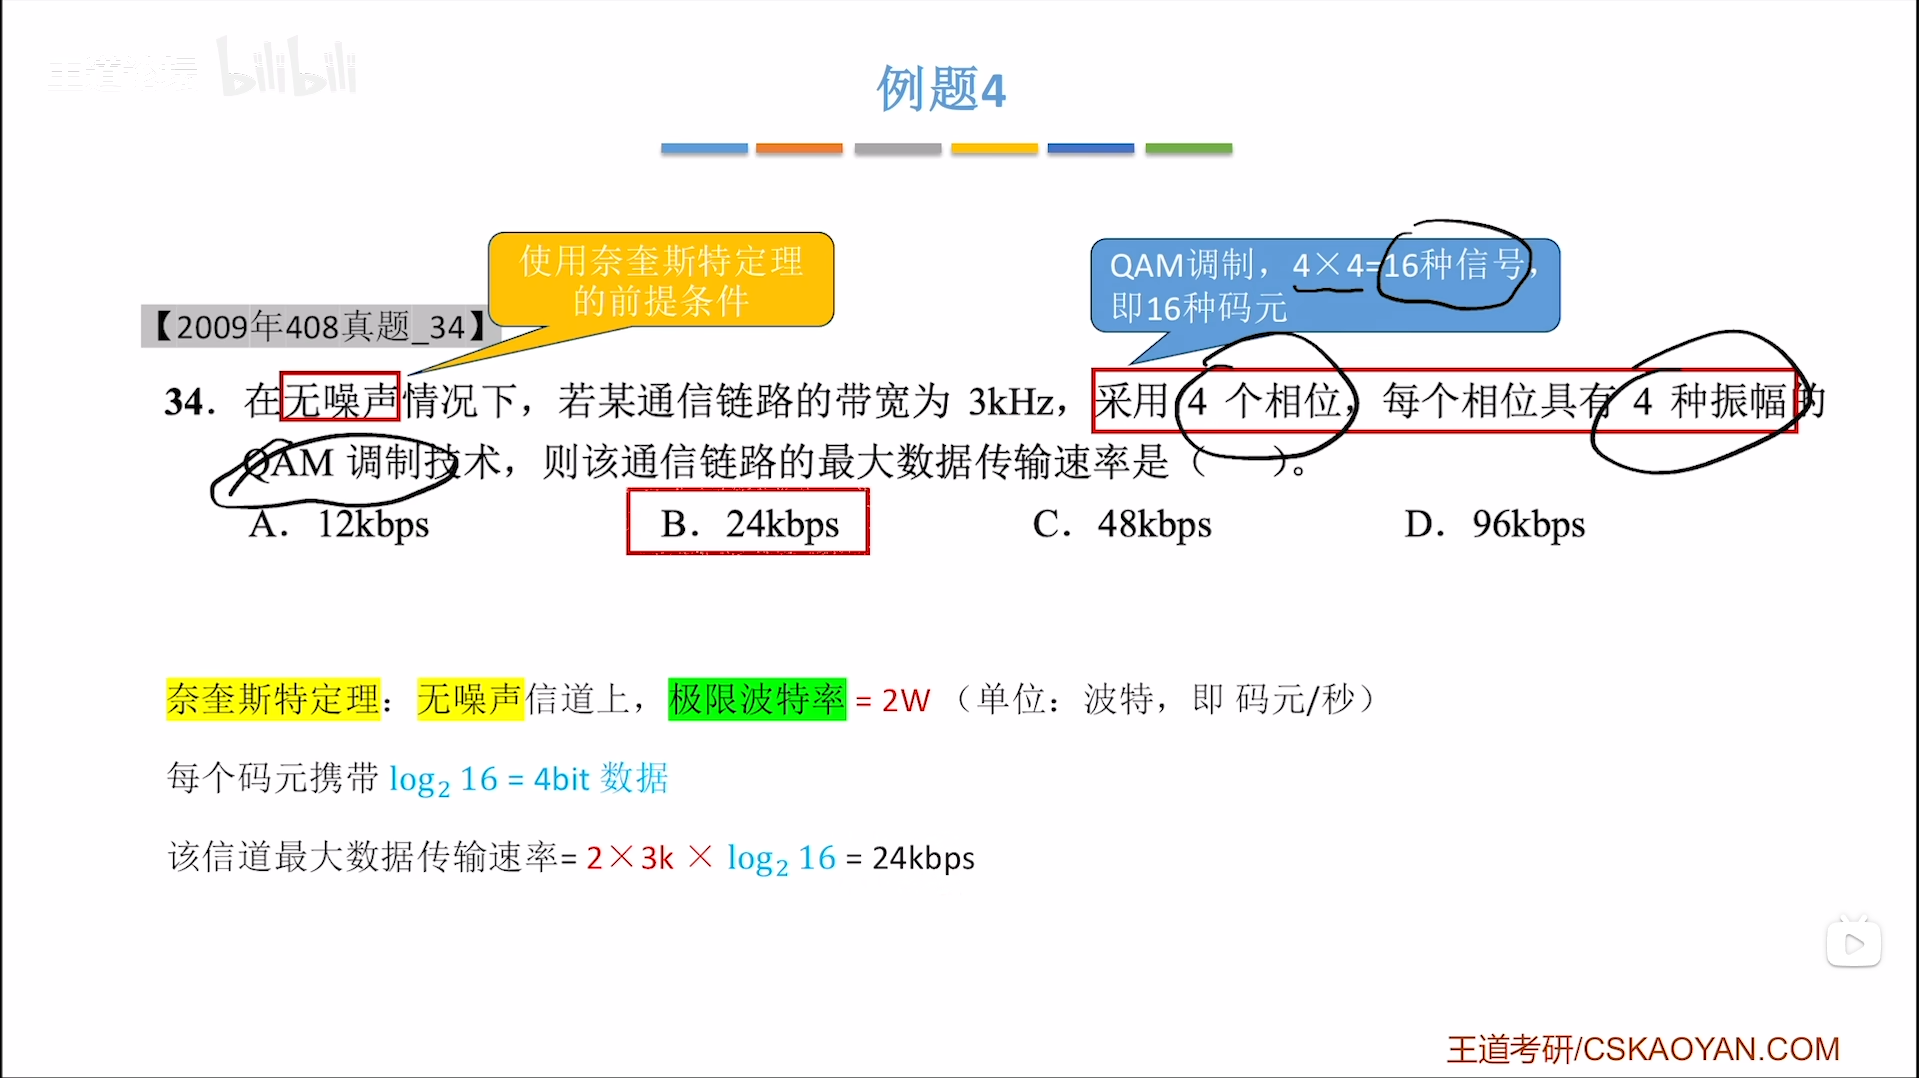 王道论坛 bilibili
例题4
使用奈奎斯特定理
的前提条件
QAM调制，4×4=16种信号，
即16种码元
【2009年408真题_34】
34．在无噪声情况下，若某通信链路的带宽为 3kHz，采用 4 个相位，每个相位具有 4 种振幅的
QAM 调制技术，则该通信链路的最大数据传输速率是（ ）。
A．12kbps B．24kbps C．48kbps D．96kbps
奈奎斯特定理：无噪声信道上，极限波特率 = 2W （单位：波特，即 码元/秒）
每个码元携带 log₂ 16 = 4bit 数据
该信道最大数据传输速率= 2×3k × log₂ 16 = 24kbps
王道考研/CSKAOYAN.COM